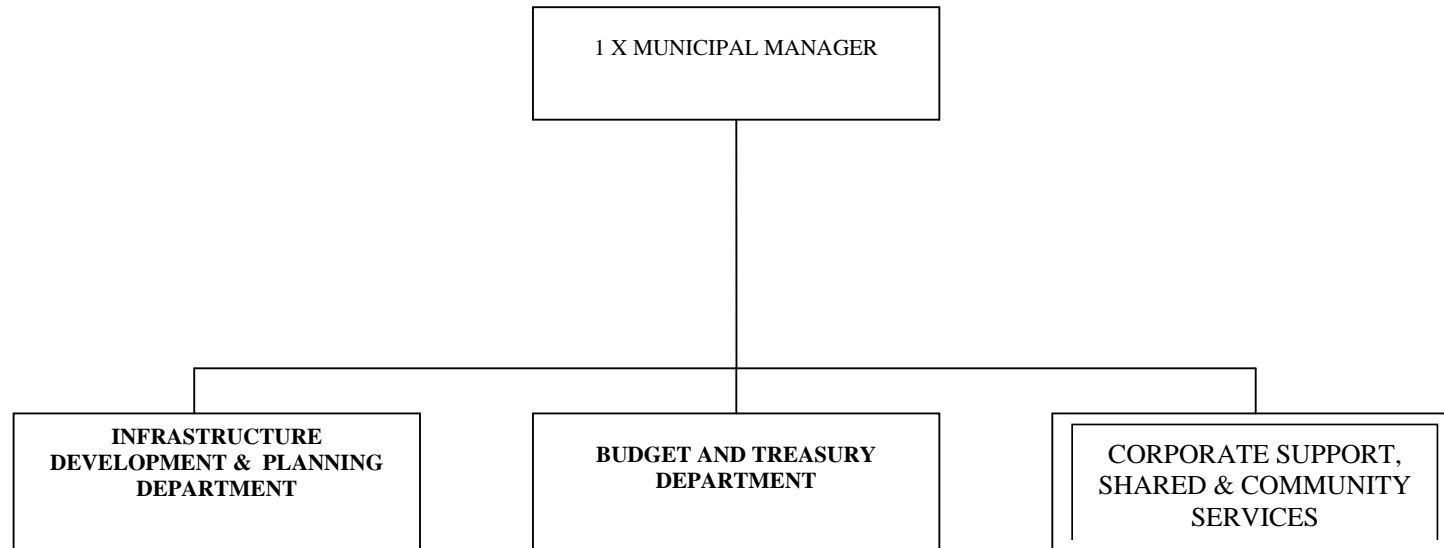 1 X MUNICIPAL MANAGER
INFRASTRUCTURE
DEVELOPMENT & PLANNING
DEPARTMENT
BUDGET AND TREASURY
DEPARTMENT
CORPORATE SUPPORT,
SHARED & COMMUNITY
SERVICES